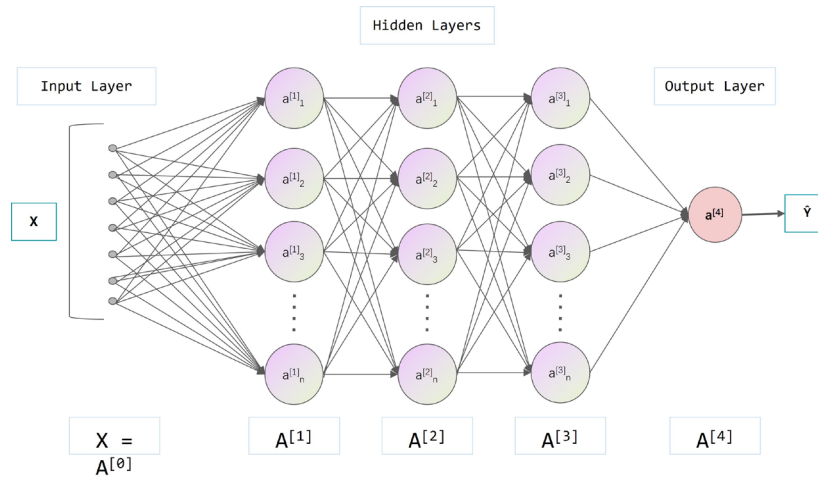 Hidden Layers
Input Layer
Output Layer
a[1]1
a[2]1
a[3]1
a[1]2
a[2]2
a[3]2
X
a[4]
Ŷ
a[1]3
a[2]3
a[3]3
a[1]n
a[2]n
a[3]n
X =
A[0]
A[1]
A[2]
A[3]
A[4]